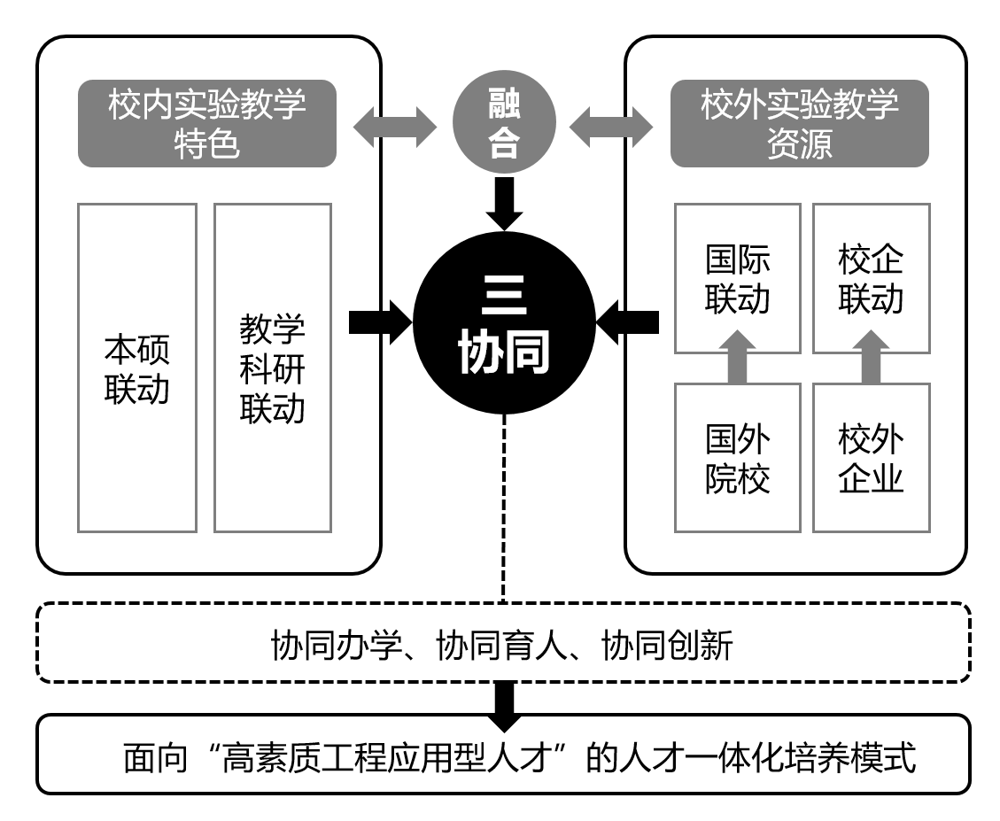 校内实验教学
特色
本硕
联动
教学
科研
联动
融
合
三
协同
校外实验教学
资源
国际
联动
校企
联动
国外
院校
校外
企业
协同办学、协同育人、协同创新
面向“高素质工程应用型人才”的人才一体化培养模式